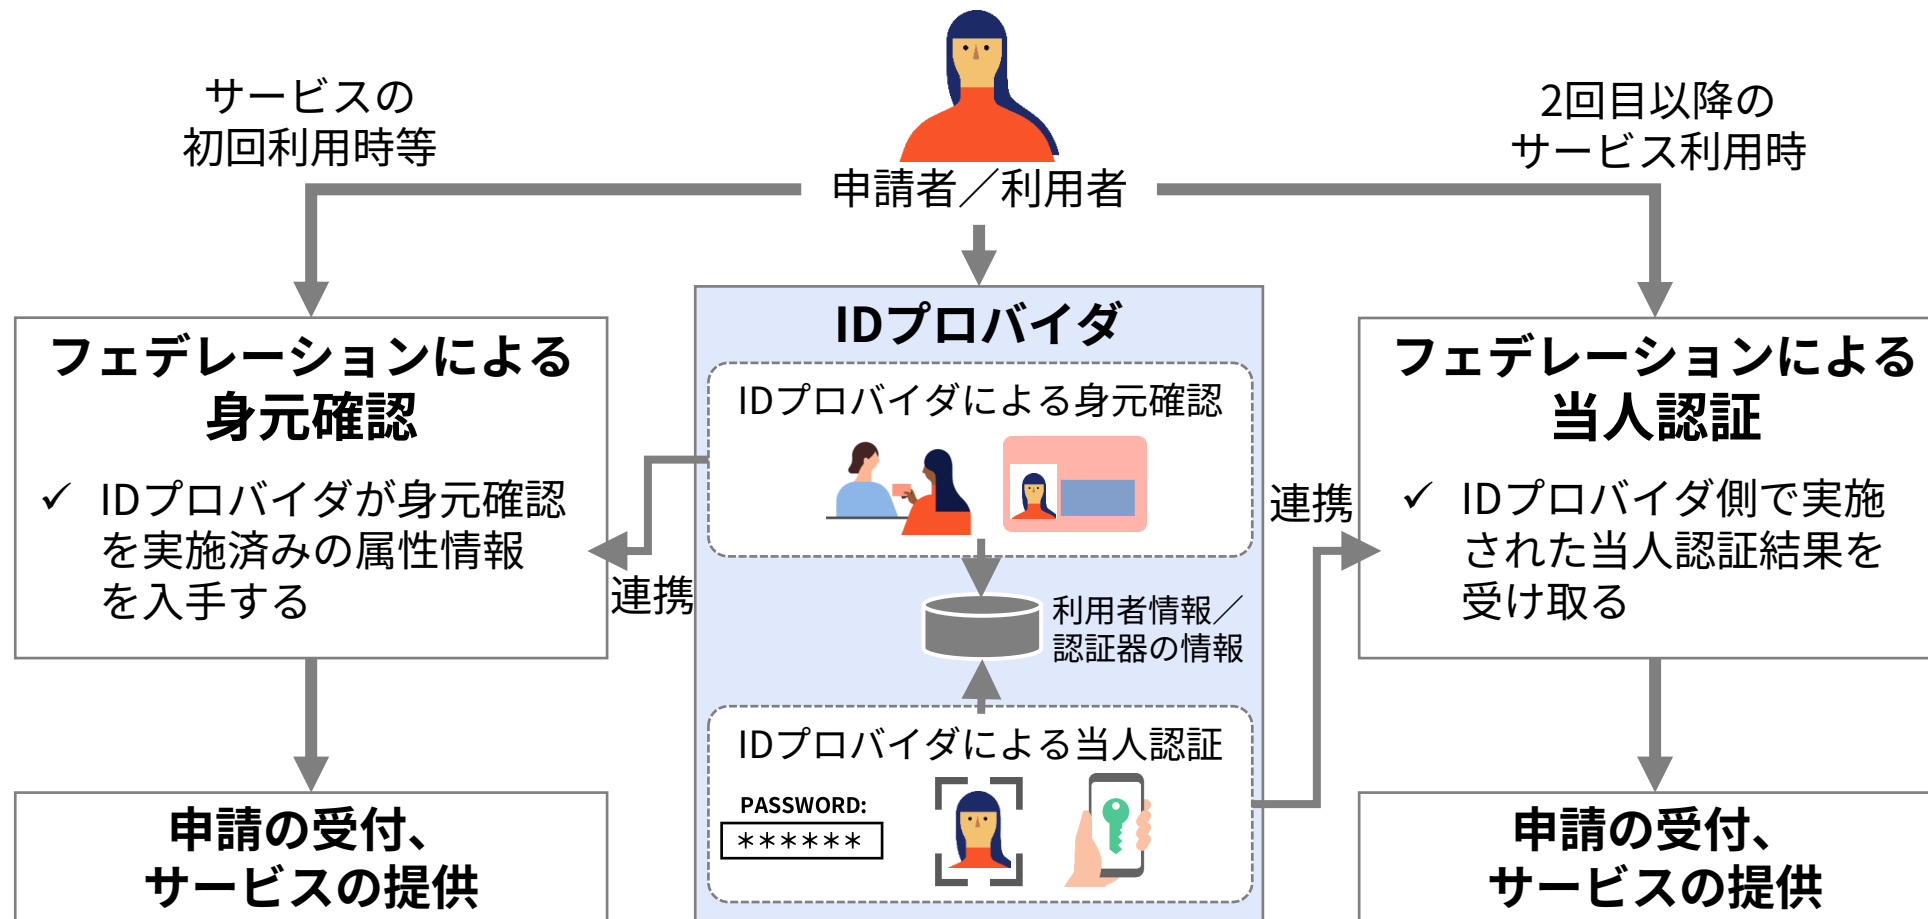 サービスの
初回利用時等
申請者／利用者
2回目以降の
サービス利用時
フェデレーションによる
身元確認
✓ IDプロバイダが身元確認
を実施済みの属性情報
を入手する
連携
申請の受付、
サービスの提供
IDプロバイダ
IDプロバイダによる身元確認
利用者情報／
認証器の情報
IDプロバイダによる当人認証
PASSWORD:
******
連携
フェデレーションによる
当人認証
✓ IDプロバイダ側で実施
された当人認証結果を
受け取る
申請の受付、
サービスの提供